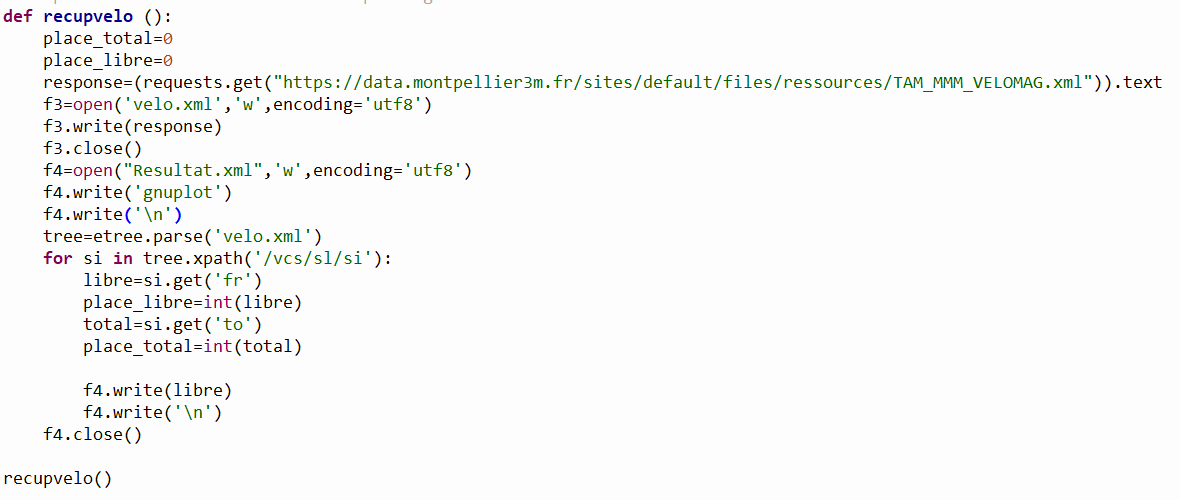 def recupvelo ():
    place_total=0
    place_libre=0
    response=(requests.get("https://data.montpellier3m.fr/sites/default/files/ressources/TAM_MMM_VELOMAG.xml")).text
    f3=open('velo.xml','w',encoding='utf8')
    f3.write(response)
    f3.close()
    f4=open("Resultat.xml",'w',encoding='utf8')
    f4.write('gnuplot')
    f4.write('\n')
    tree=etree.parse('velo.xml')
    for si in tree.xpath('/vcs/sl/si'):
        libre=si.get('fr')
        place_libre=int(libre)
        total=si.get('to')
        place_total=int(total)

        f4.write(libre)
        f4.write('\n')
    f4.close()

recupvelo()